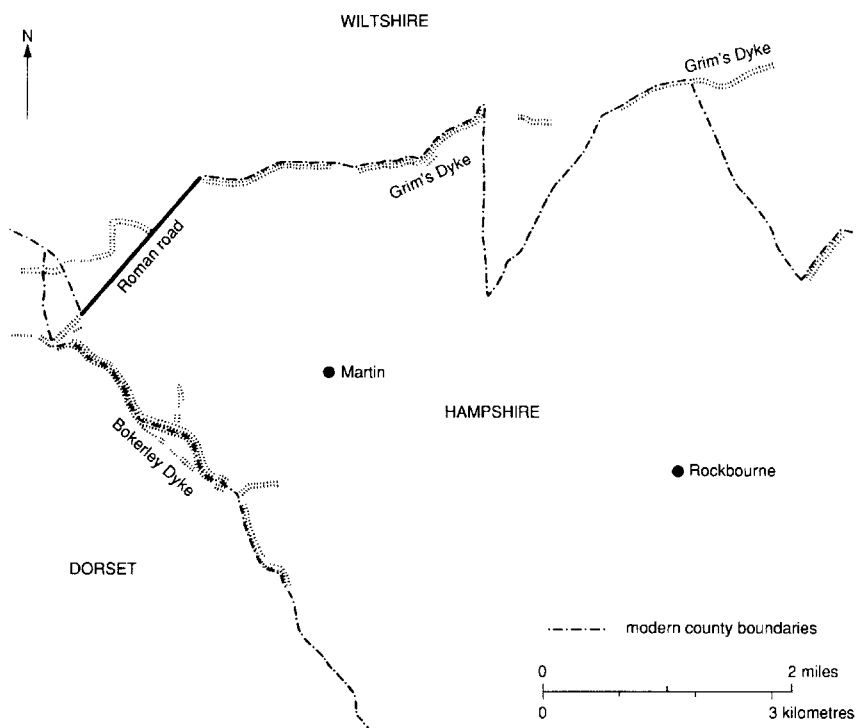 WILTSHIRE
N
Grim's Dyke
Grim's Dyke
Roman road
Martin
HAMPSHIRE
Bokerley Dyke
Rockbourne
DORSET
modern county boundaries
0 2 miles
0 3 kilometres